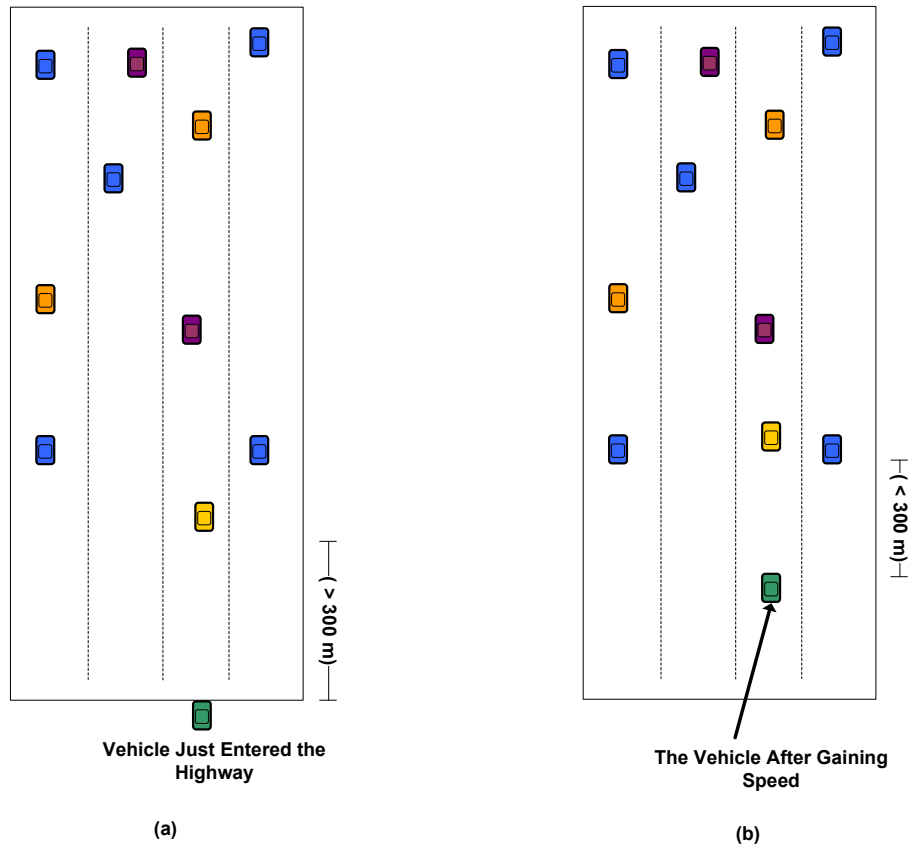 ( > 300 m)
Vehicle Just Entered the
Highway
(a)
( < 300 m)
The Vehicle After Gaining
Speed
(b)